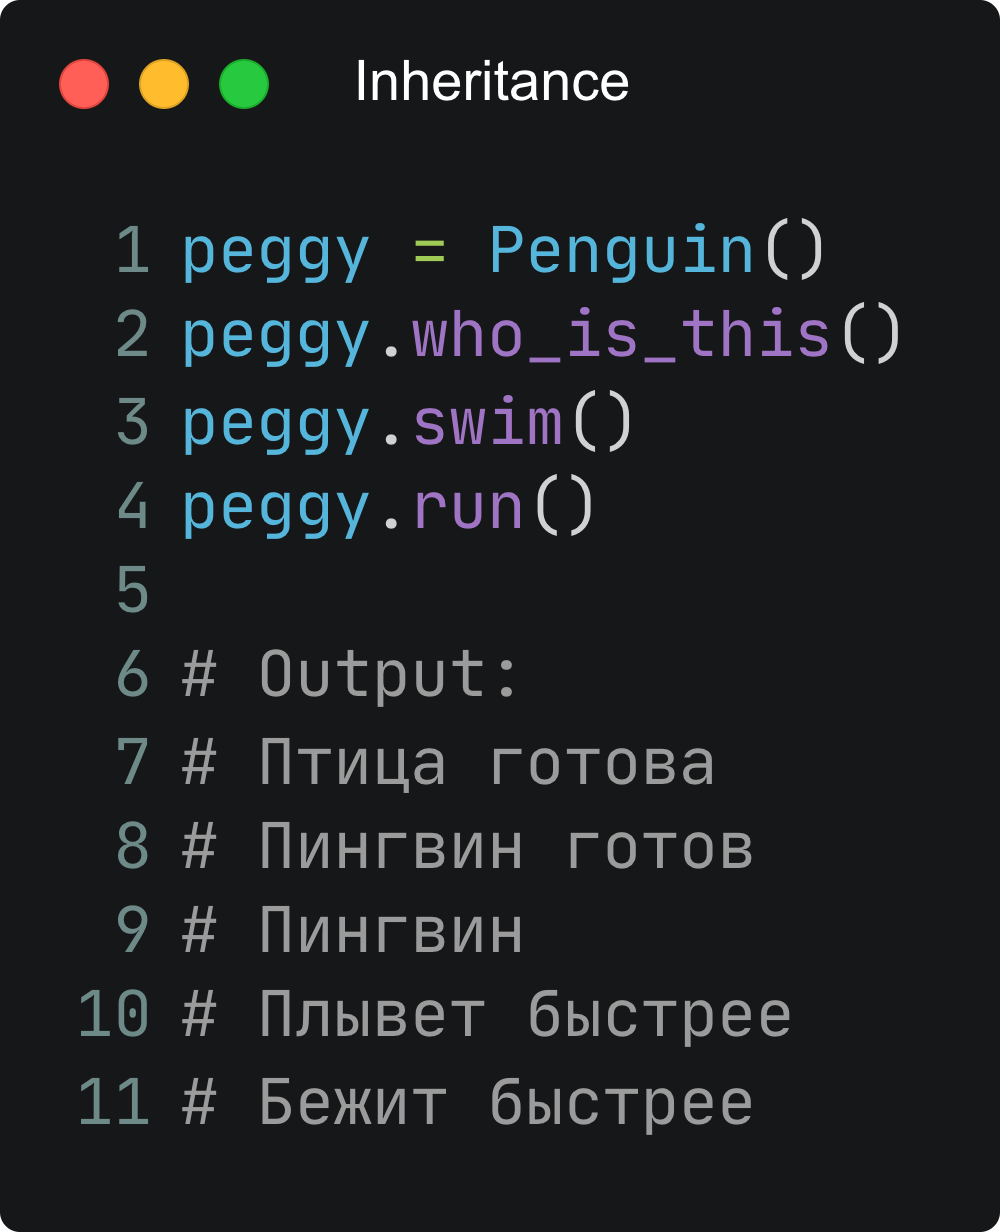 Inheritance
1 peggy = Penguin()
2 peggy.who_is_this()
3 peggy.swim()
4 peggy.run()
5
6 # Output:
7 # Птица готова
8 # Пингвин готов
9 # Пингвин
10 # Плывет быстрее
11 # Бежит быстрее